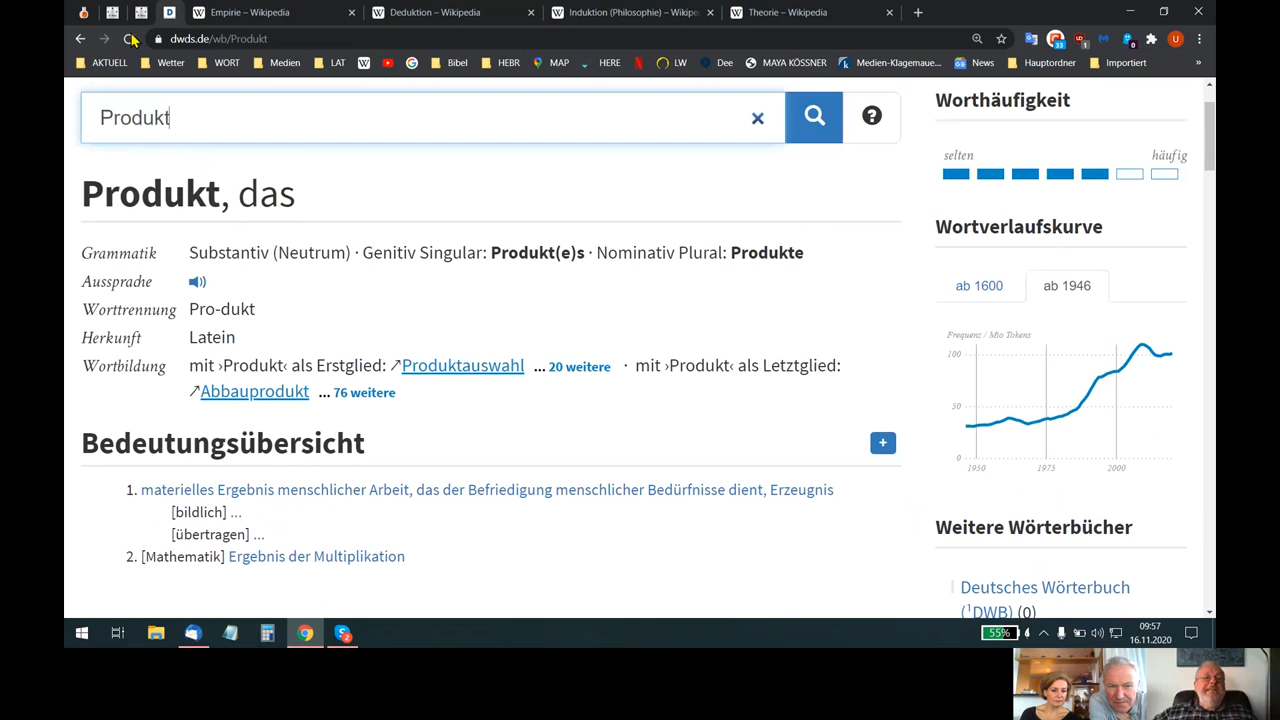 Empirie – Wikipedia
Deduktion – Wikipedia
Induktion (Philosophie) – Wikipe
Theorie – Wikipedia
dwds.de/wb/Produkt
AKTUELL
Wetter
WORT
Medien
LAT
Bibel
HEBR
MAP
HERE
LW
Dee
MAYA KÖSSNER
Medien-Klagemaue...
News
Hauptordner
Importiert
»
Produkt
Produkt, das
Grammatik Substantiv (Neutrum) · Genitiv Singular: Produkt(e)s · Nominativ Plural: Produkte
Aussprache
Worttrennung Pro-dukt
Herkunft Latein
Wortbildung mit ›Produkt‹ als Erstglied: ↗Produktauswahl ... 20 weitere · mit ›Produkt‹ als Letztglied:
↗Abbauprodukt ... 76 weitere
Bedeutungsübersicht
+
1. materielles Ergebnis menschlicher Arbeit, das der Befriedigung menschlicher Bedürfnisse dient, Erzeugnis
[bildlich] ...
[übertragen] ...
2. [Mathematik] Ergebnis der Multiplikation
Worthäufigkeit
selten häufig
Wortverlaufskurve
ab 1600 ab 1946
Frequenz / Mio Tokens
100
50
0
1950 1975 2000
Weitere Wörterbücher
Deutsches Wörterbuch
(¹DWB) (0)
55%
09:57
16.11.2020